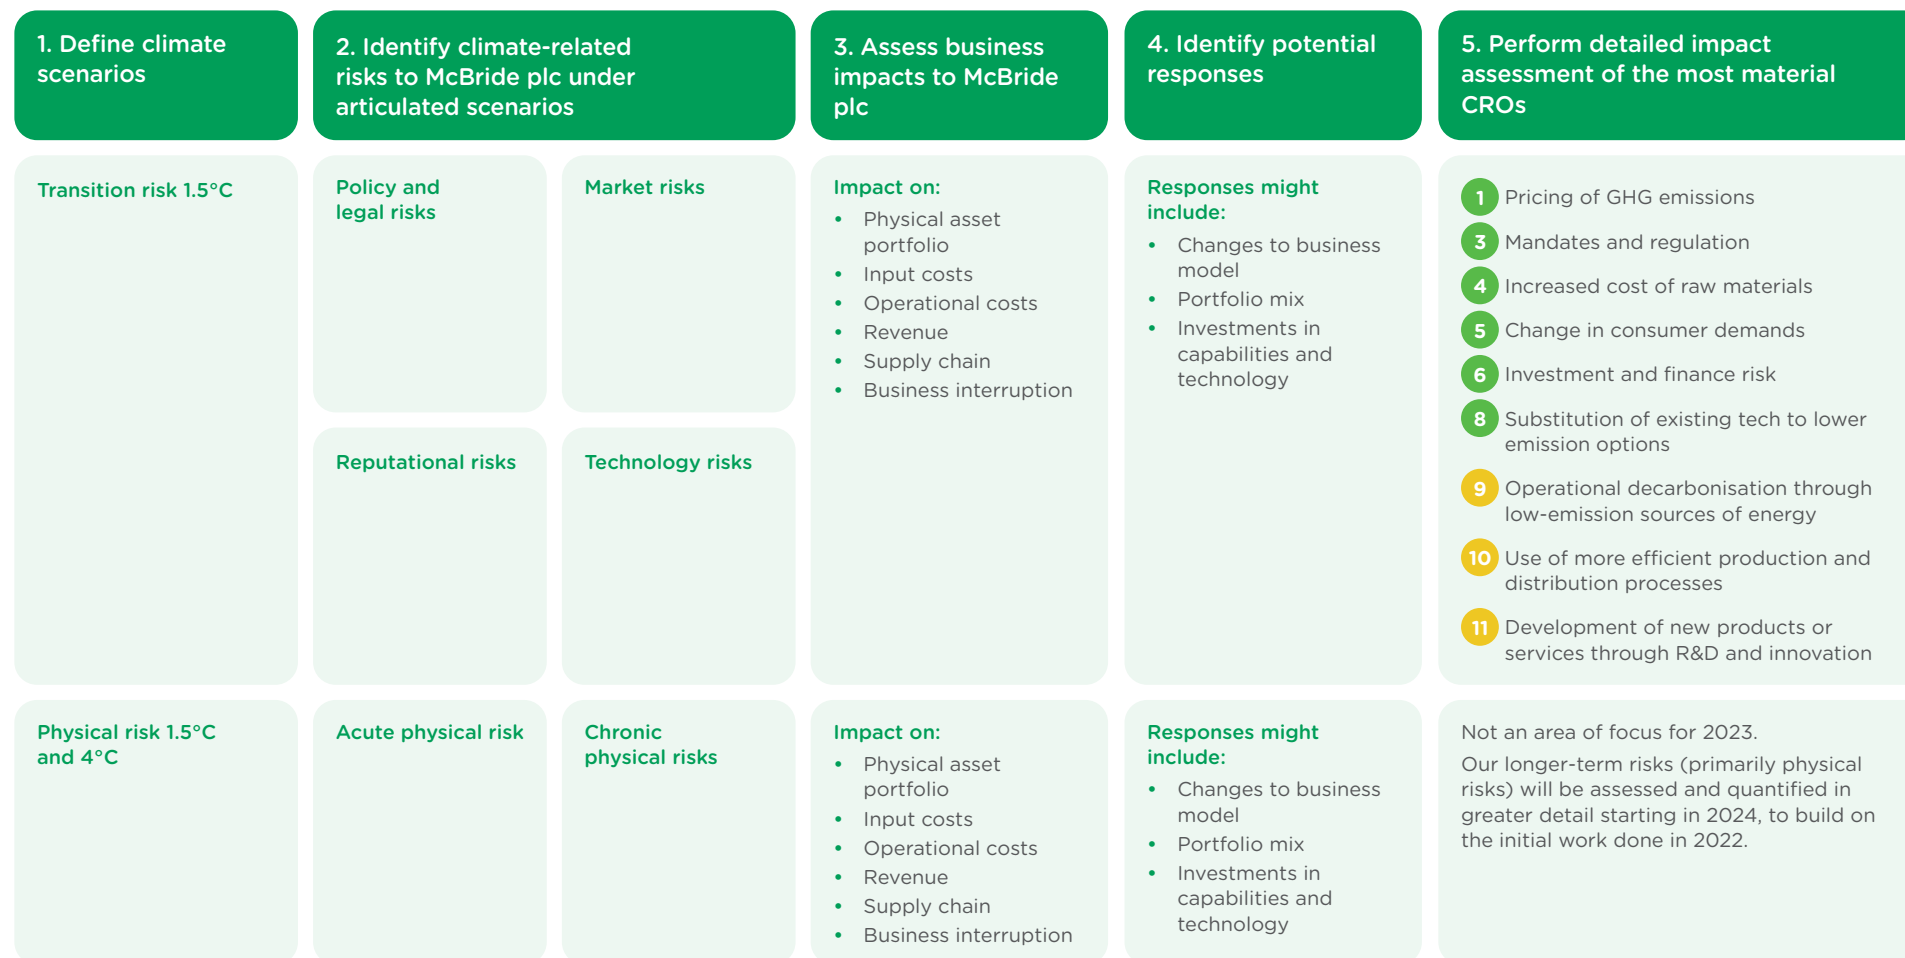 1. Define climate
scenarios
2. Identify climate-related
risks to McBride plc under
articulated scenarios
3. Assess business
impacts to McBride
plc
4. Identify potential
responses
5. Perform detailed impact
assessment of the most material
CROs
Transition risk 1.5°C
Policy and
legal risks
Market risks
Reputational risks
Technology risks
Impact on:
• Physical asset
portfolio
• Input costs
• Operational costs
• Revenue
• Supply chain
• Business interruption
Responses might
include:
• Changes to business
model
• Portfolio mix
• Investments in
capabilities and
technology
1 Pricing of GHG emissions
3 Mandates and regulation
4 Increased cost of raw materials
5 Change in consumer demands
6 Investment and finance risk
8 Substitution of existing tech to lower
emission options
9 Operational decarbonisation through
low-emission sources of energy
10 Use of more efficient production and
distribution processes
11 Development of new products or
services through R&D and innovation
Physical risk 1.5°C
and 4°C
Acute physical risk
Chronic
physical risks
Impact on:
• Physical asset
portfolio
• Input costs
• Operational costs
• Revenue
• Supply chain
• Business interruption
Responses might
include:
• Changes to business
model
• Portfolio mix
• Investments in
capabilities and
technology
Not an area of focus for 2023.
Our longer-term risks (primarily physical
risks) will be assessed and quantified in
greater detail starting in 2024, to build on
the initial work done in 2022.